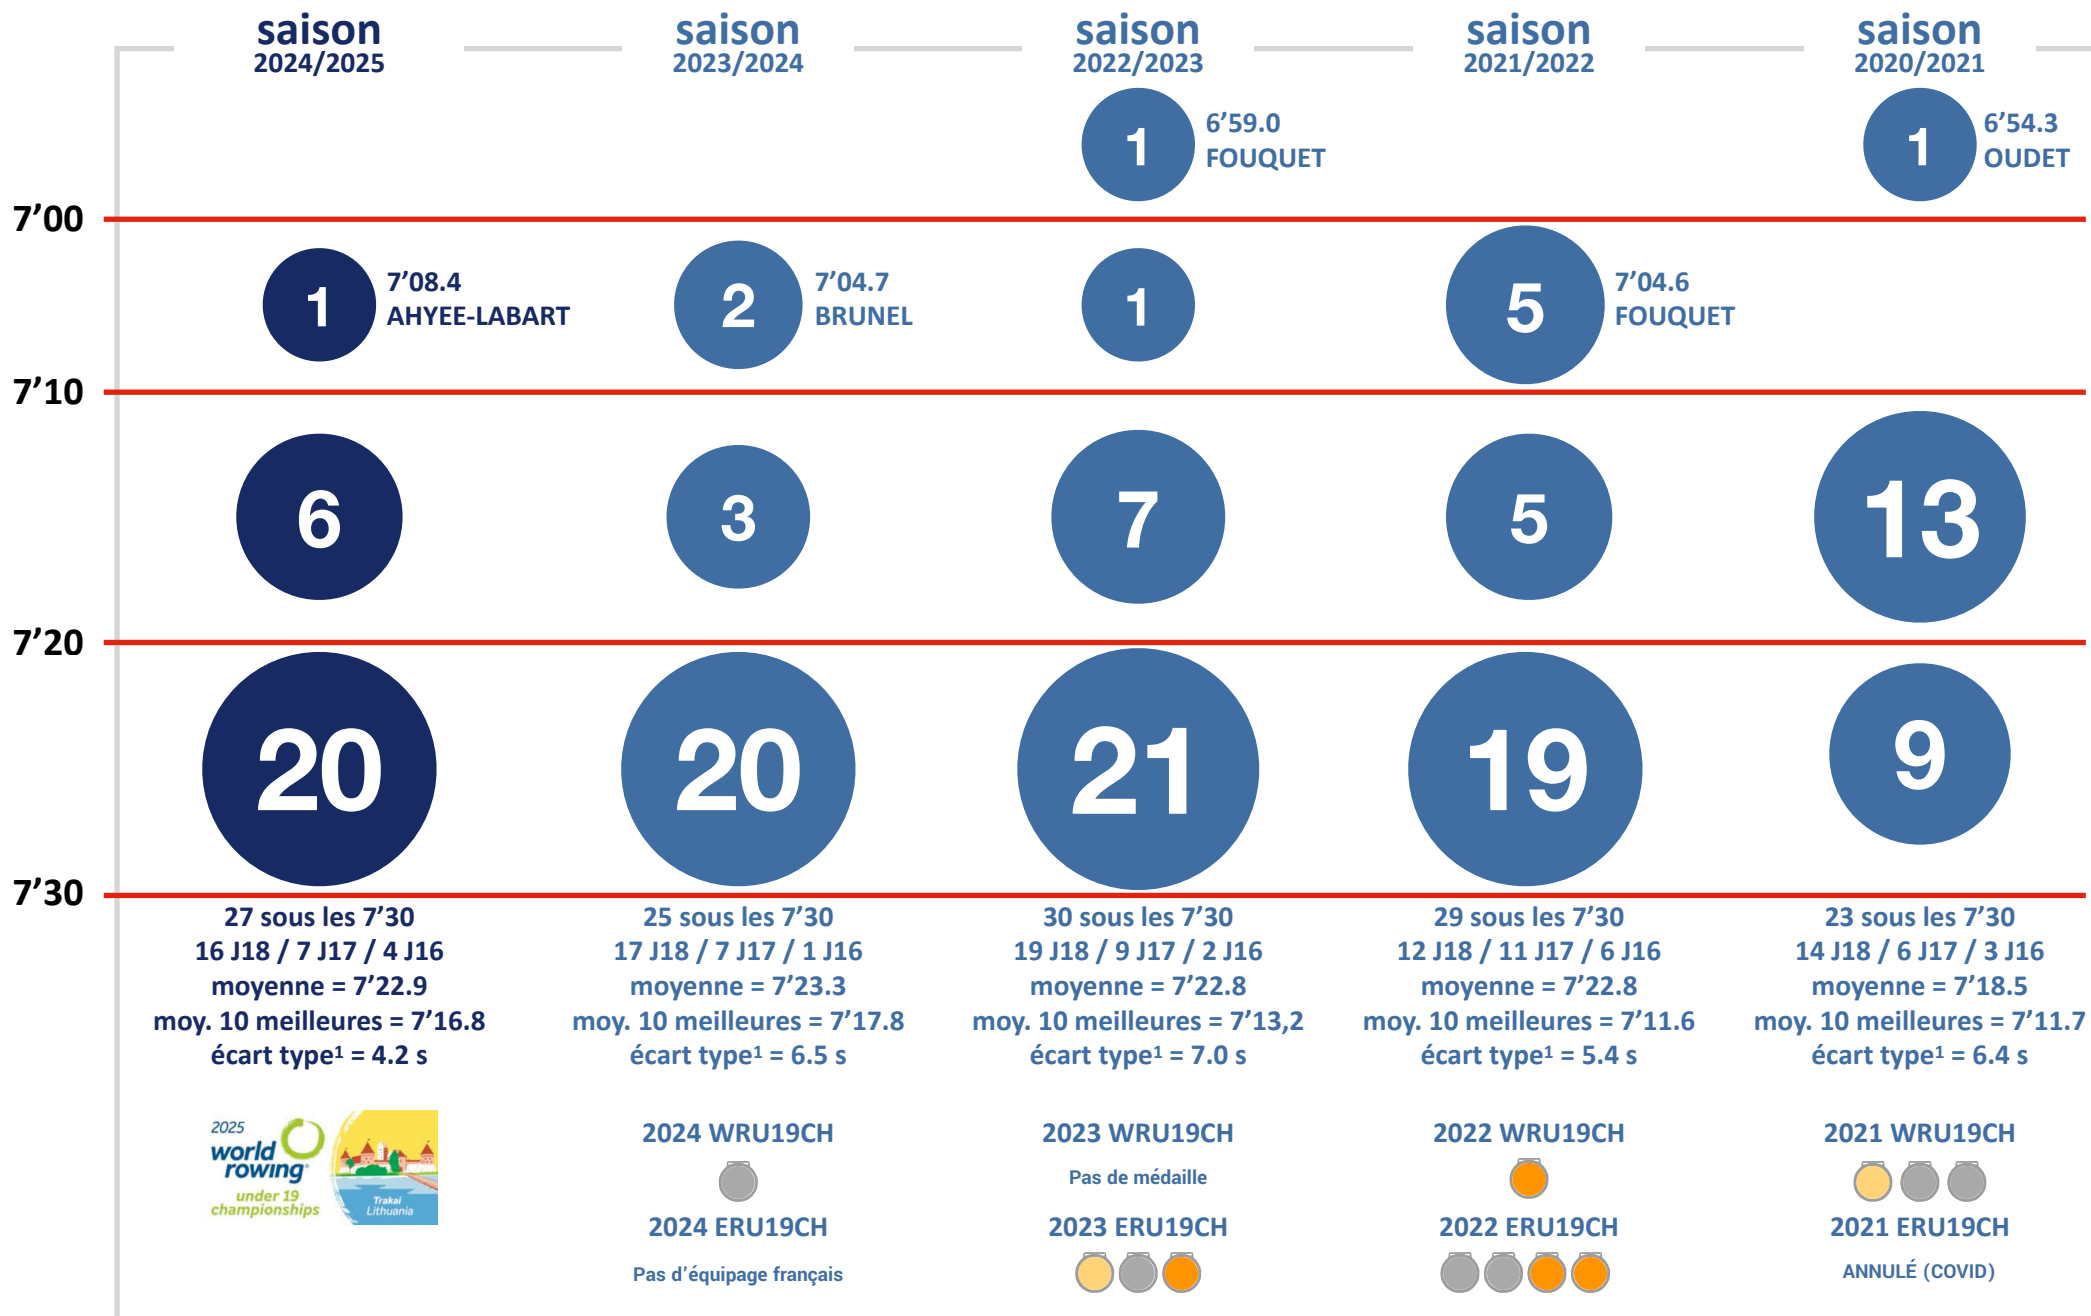 saison
2024/2025
saison
2023/2024
saison
2022/2023
saison
2021/2022
saison
2020/2021
1
6’59.0
FOUQUET
1
6’54.3
OUDET
7’00
1
7’08.4
AHYEE-LABART
2
7’04.7
BRUNEL
1
5
7’04.6
FOUQUET
7’10
6
3
7
5
13
7’20
20
20
21
19
9
7’30
27 sous les 7’30
16 J18 / 7 J17 / 4 J16
moyenne = 7’22.9
moy. 10 meilleures = 7’16.8
écart type¹ = 4.2 s
25 sous les 7’30
17 J18 / 7 J17 / 1 J16
moyenne = 7’23.3
moy. 10 meilleures = 7’17.8
écart type¹ = 6.5 s
30 sous les 7’30
19 J18 / 9 J17 / 2 J16
moyenne = 7’22.8
moy. 10 meilleures = 7’13,2
écart type¹ = 7.0 s
29 sous les 7’30
12 J18 / 11 J17 / 6 J16
moyenne = 7’22.8
moy. 10 meilleures = 7’11.6
écart type¹ = 5.4 s
23 sous les 7’30
14 J18 / 6 J17 / 3 J16
moyenne = 7’18.5
moy. 10 meilleures = 7’11.7
écart type¹ = 6.4 s
2025
world
rowing
under 19
championships
Trakai
Lithuania
2024 WRU19CH
2024 ERU19CH
Pas d’équipage français
2023 WRU19CH
Pas de médaille
2023 ERU19CH
2022 WRU19CH
2022 ERU19CH
2021 WRU19CH
2021 ERU19CH
ANNULÉ (COVID)